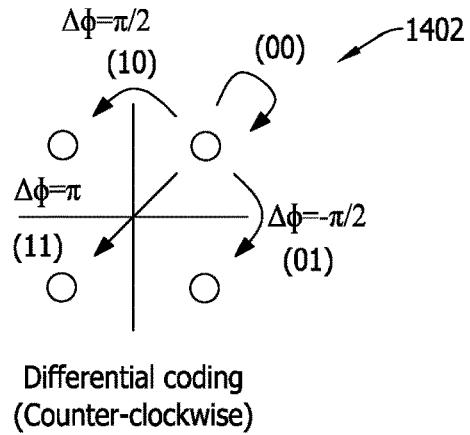 Δϕ=π/2
1402
(10)
(00)
Δϕ=π
Δϕ=-π/2
(11)
(01)
Differential coding
(Counter-clockwise)